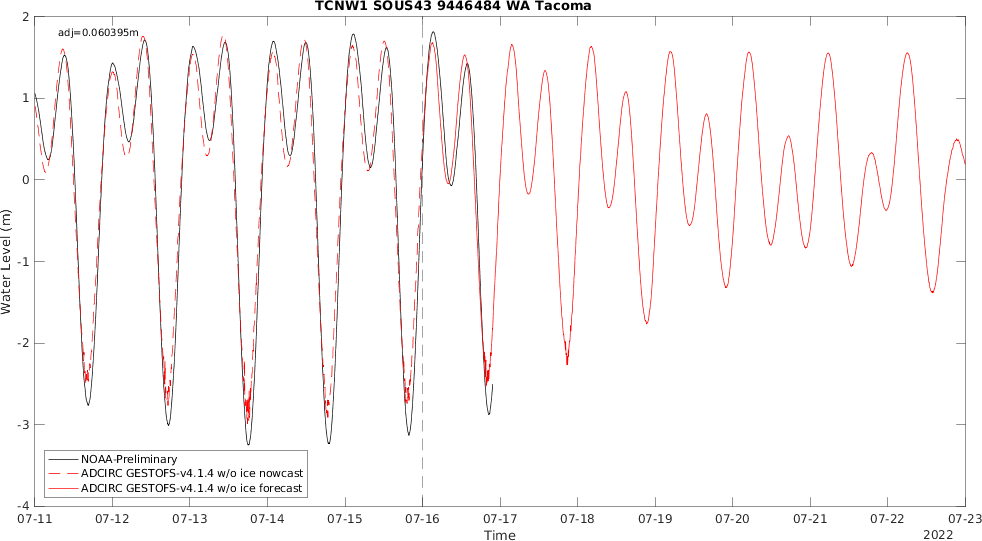 TCNW1 SOUS43 9446484 WA Tacoma
adj=0.060395m
2
1
0
-1
-2
-3
-4
Water Level (m)
NOAA-Preliminary
ADCIRC GESTOFS-v4.1.4 w/o ice nowcast
ADCIRC GESTOFS-v4.1.4 w/o ice forecast
07-11 07-12 07-13 07-14 07-15 07-16 07-17 07-18 07-19 07-20 07-21 07-22 07-23
Time
2022